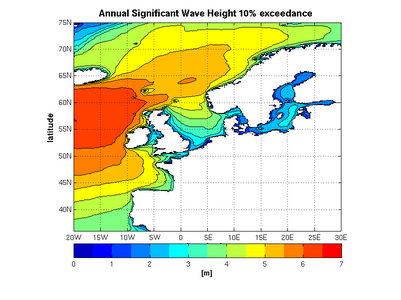 Annual Significant Wave Height 10% exceedance
75N
70N
65N
60N
55N
50N
45N
40N
latitude
20W 15W 10W 5W 0 5E 10E 15E 20E 25E 30E
0 1 2 3 4 5 6 7
[m]